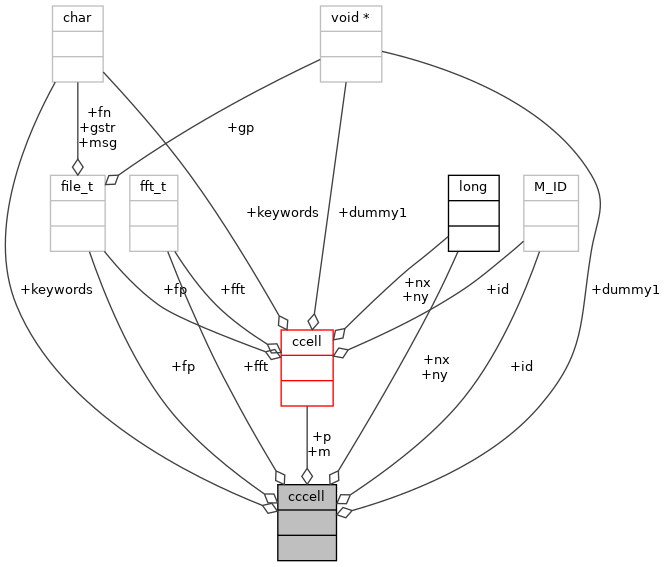 char
void *
+fn
+gstr
+msg
+gp
file_t
fft_t
long
M_ID
+keywords
+dummy1
+keywords
+fp
+fft
+nx
+ny
+id
+dummy1
ccell
+fp
+fft
+nx
+ny
+id
+p
+m
cccell